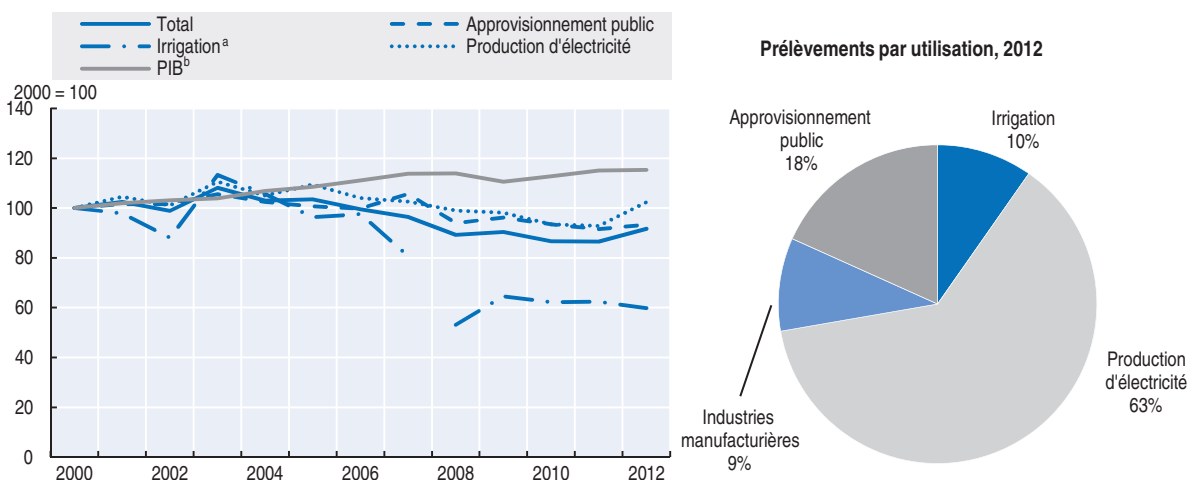 Total
Approvisionnement public
Irrigation a
Production d'électricité
PIB b
2000 = 100
140
120
100
80
60
40
20
0
2000 2002 2004 2006 2008 2010 2012
Prélèvements par utilisation, 2012
Approvisionnement
public
18%
Irrigation
10%
Production
d'électricité
63%
Industries
manufacturières
9%